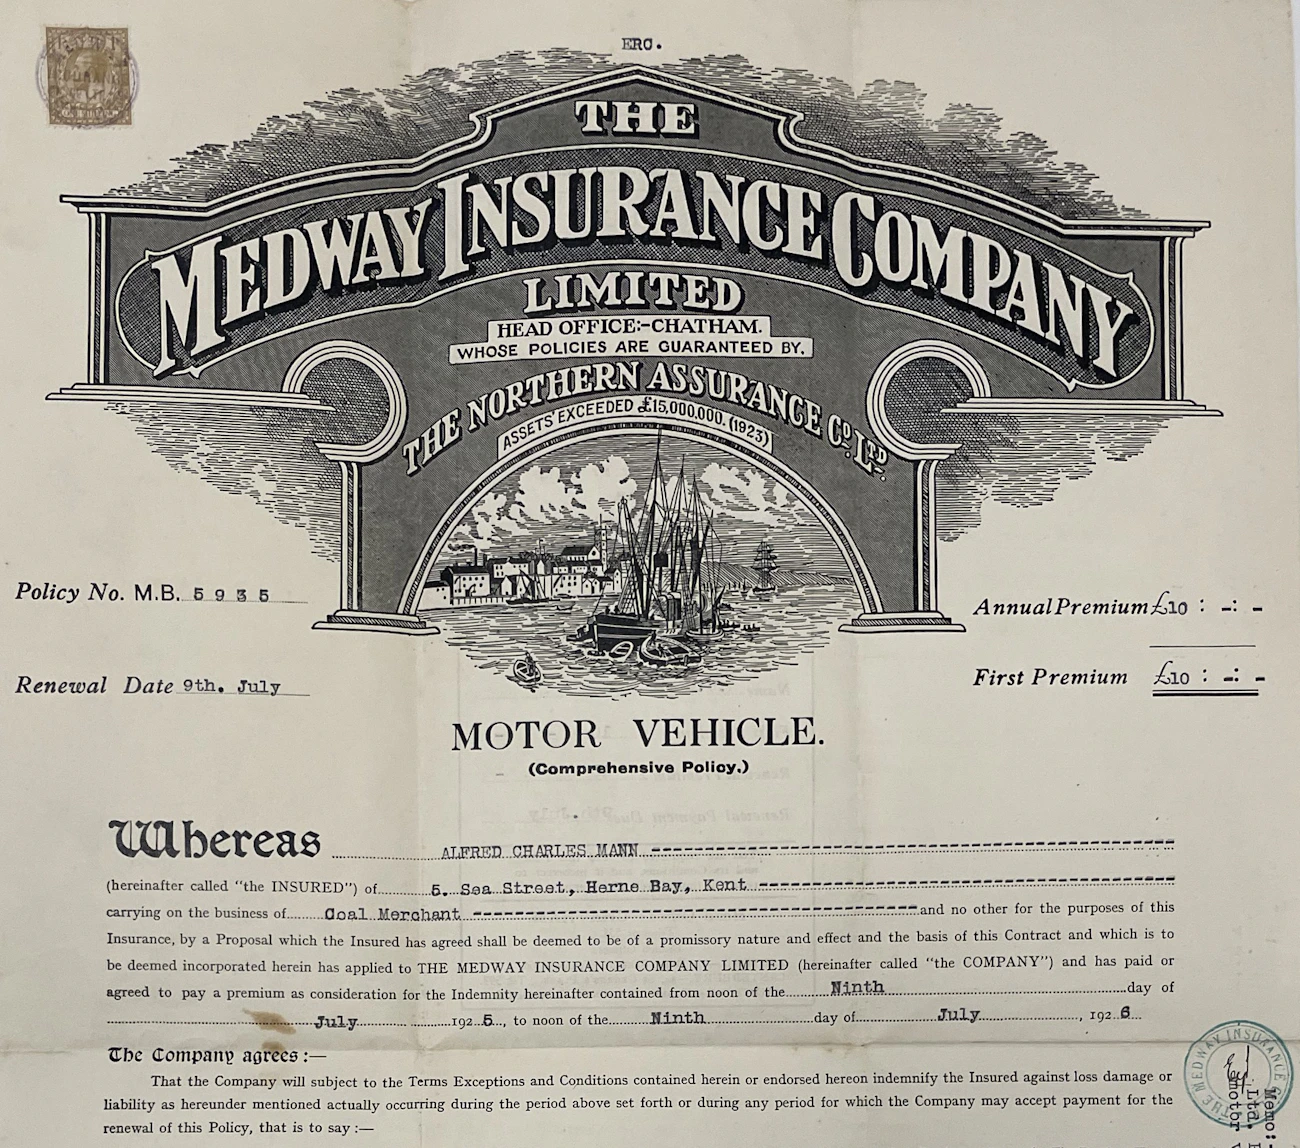 ERC.
THE
MEDWAY INSURANCE COMPANY
LIMITED
HEAD OFFICE:-CHATHAM.
WHOSE POLICIES ARE GUARANTEED BY.
THE NORTHERN ASSURANCE Co. LTD.
ASSETS EXCEEDED £15,000,000. (1923)
Policy No. M.B. 5935
Annual Premium £10 : -: -
Renewal Date 9th. July
First Premium £10 : -: -
MOTOR VEHICLE.
(Comprehensive Policy.)
Whereas ALFRED CHARLES MANN
(hereinafter called "the INSURED") of 5. Sea Street, Herne Bay, Kent
carrying on the business of Coal Merchant and no other for the purposes of this
Insurance, by a Proposal which the Insured has agreed shall be deemed to be of a promissory nature and effect and the basis of this Contract and which is to
be deemed incorporated herein has applied to THE MEDWAY INSURANCE COMPANY LIMITED (hereinafter called "the COMPANY") and has paid or
agreed to pay a premium as consideration for the Indemnity hereinafter contained from noon of the Ninth day of
July 1925, to noon of the Ninth day of July, 1926
The Company agrees:—
That the Company will subject to the Terms Exceptions and Conditions contained herein or endorsed hereon indemnify the Insured against loss damage or
liability as hereunder mentioned actually occurring during the period above set forth or during any period for which the Company may accept payment for the
renewal of this Policy, that is to say:—
THE MEDWAY INSURANCE
Memo:-
Ltd.
motor